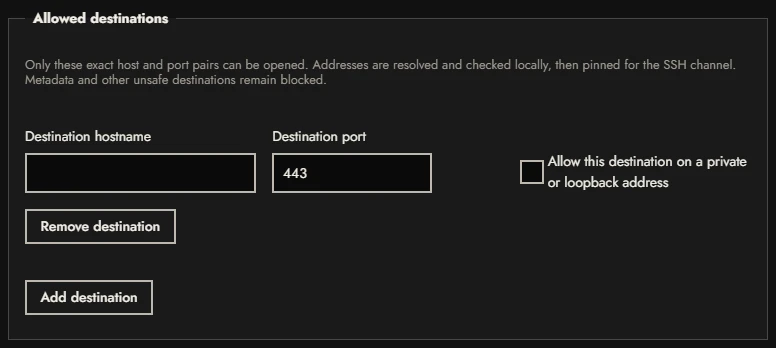 Allowed destinations
Only these exact host and port pairs can be opened. Addresses are resolved and checked locally, then pinned for the SSH channel.
Metadata and other unsafe destinations remain blocked.
Destination hostname
Destination port
443
Allow this destination on a private
or loopback address
Remove destination
Add destination